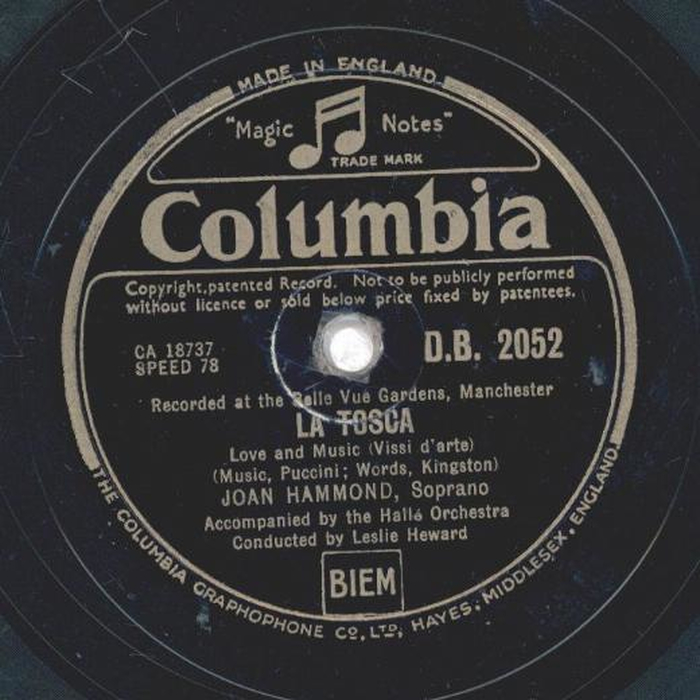 MADE IN ENGLAND
"Magic Notes"
TRADE MARK
Columbia
Copyright, patented Record. Not to be publicly performed
without licence or sold below price fixed by patentees.
CA 18737
SPEED 78
D.B. 2052
Recorded at the Belle Vue Gardens, Manchester
LA TOSCA
Love and Music (Vissi d'arte)
(Music, Puccini; Words, Kingston)
JOAN HAMMOND, Soprano
Accompanied by the Hallé Orchestra
Conducted by Leslie Heward
BIEM
THE COLUMBIA GRAPHOPHONE CO., LTD., HAYES, MIDDLESEX, ENGLAND.